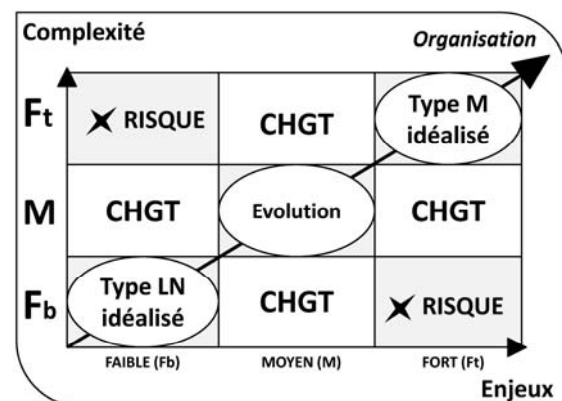 Complexité
Organisation
Ft
RISQUE
CHGT
Type M
idéalisé
M
CHGT
Evolution
CHGT
Fb
Type LN
idéalisé
CHGT
RISQUE
FAIBLE (Fb)
MOYEN (M)
FORT (Ft)
Enjeux